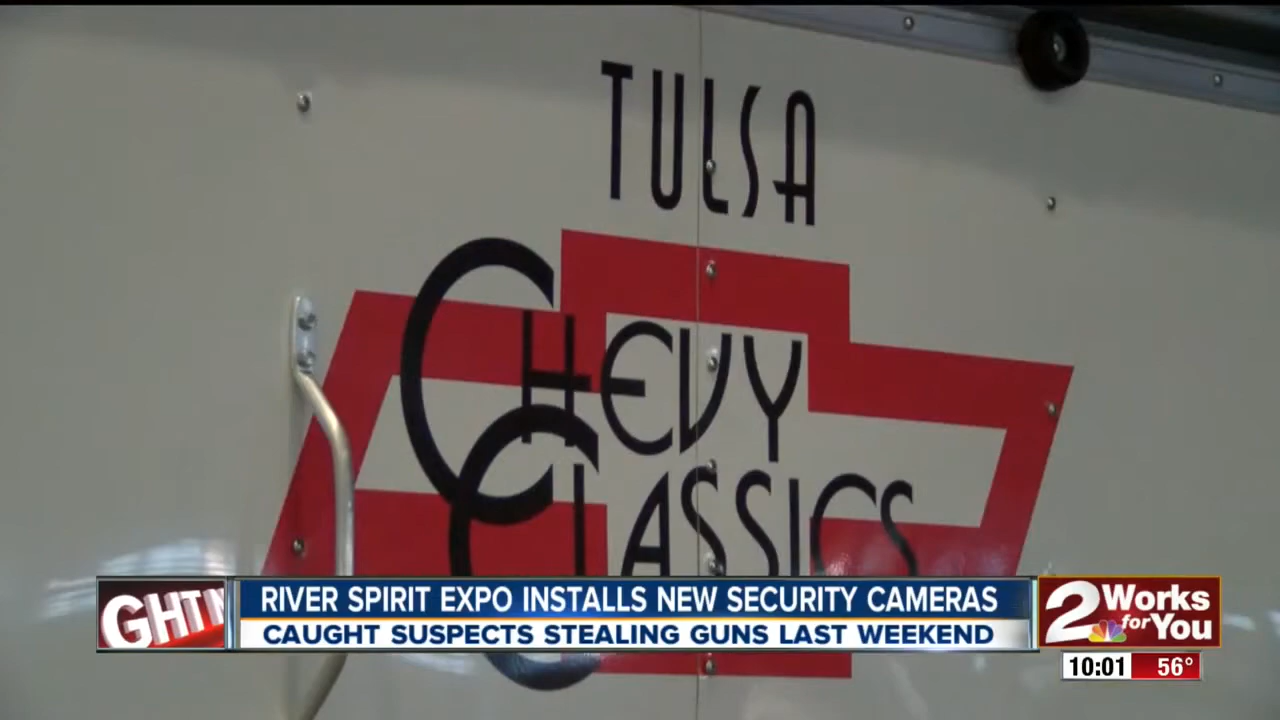 TULSA
CHEVY
CLASSICS
GHTN
RIVER SPIRIT EXPO INSTALLS NEW SECURITY CAMERAS
CAUGHT SUSPECTS STEALING GUNS LAST WEEKEND
2 Works for You
10:01 56°